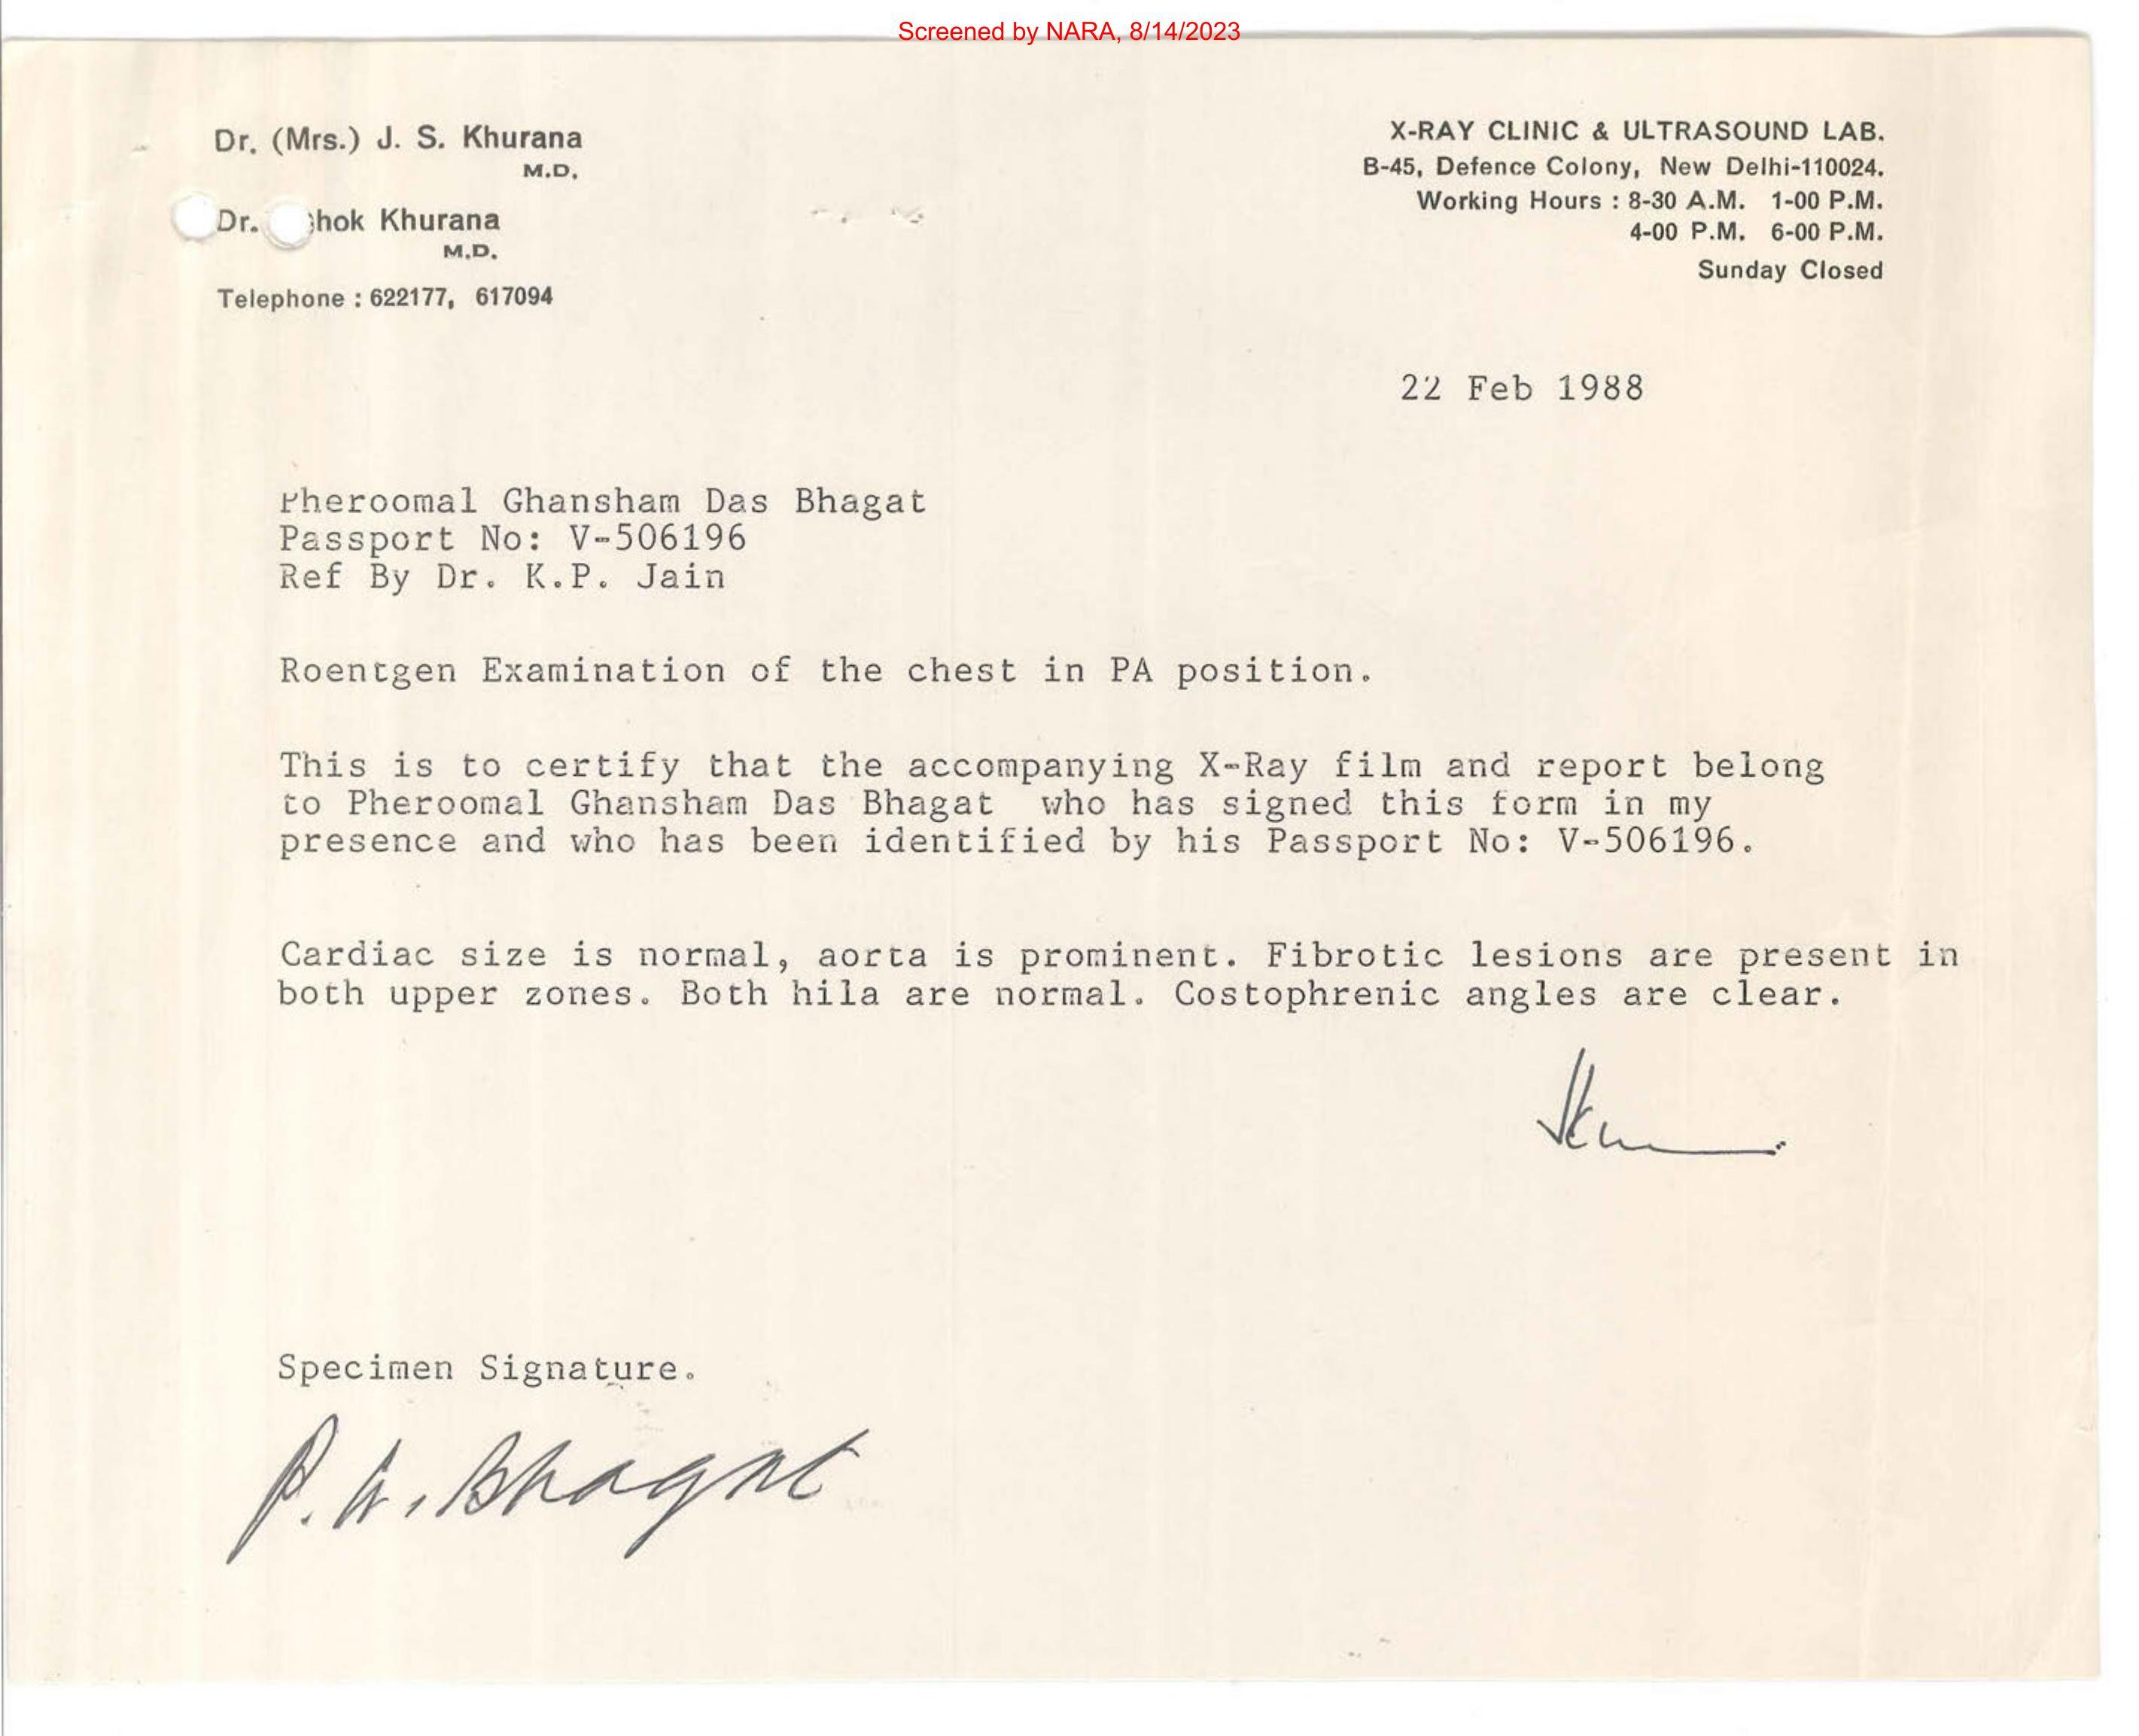 Screened by NARA, 8/14/2023
Dr. (Mrs.) J. S. Khurana
M.D.
Dr. hok Khurana
M.D.
Telephone : 622177, 617094
X-RAY CLINIC & ULTRASOUND LAB.
B-45, Defence Colony, New Delhi-110024.
Working Hours : 8-30 A.M. 1-00 P.M.
4-00 P.M. 6-00 P.M.
Sunday Closed
22 Feb 1988
Pheroomal Ghansham Das Bhagat
Passport No: V-506196
Ref By Dr. K.P. Jain
Roentgen Examination of the chest in PA position.
This is to certify that the accompanying X-Ray film and report belong
to Pheroomal Ghansham Das Bhagat who has signed this form in my
presence and who has been identified by his Passport No: V-506196.
Cardiac size is normal, aorta is prominent. Fibrotic lesions are present in
both upper zones. Both hila are normal. Costophrenic angles are clear.
Specimen Signature.
P. G. Bhagat